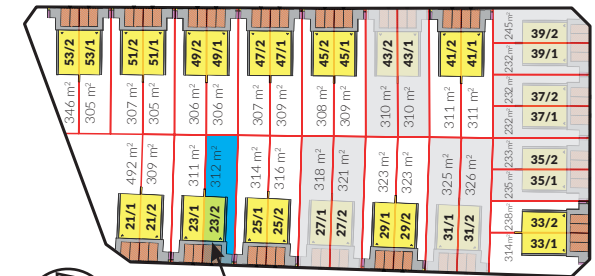 53/2 53/1 51/2 51/1 49/2 49/1 47/2 47/1 45/2 45/1 43/2 43/1 41/2 41/1
346 m² 305 m² 307 m² 305 m² 306 m² 306 m² 307 m² 309 m² 308 m² 309 m² 310 m² 310 m² 311 m² 311 m²
245m² 39/2
232m² 39/1
232 m² 37/2
232m² 37/1
233m² 35/2
235 m² 35/1
238m² 33/2
314m² 33/1
492 m² 309 m² 311 m² 312 m² 314 m² 316 m² 318 m² 321 m² 323 m² 323 m² 325 m² 326 m²
21/1 21/2 23/1 23/2 25/1 25/2 27/1 27/2 29/1 29/2 31/1 31/2